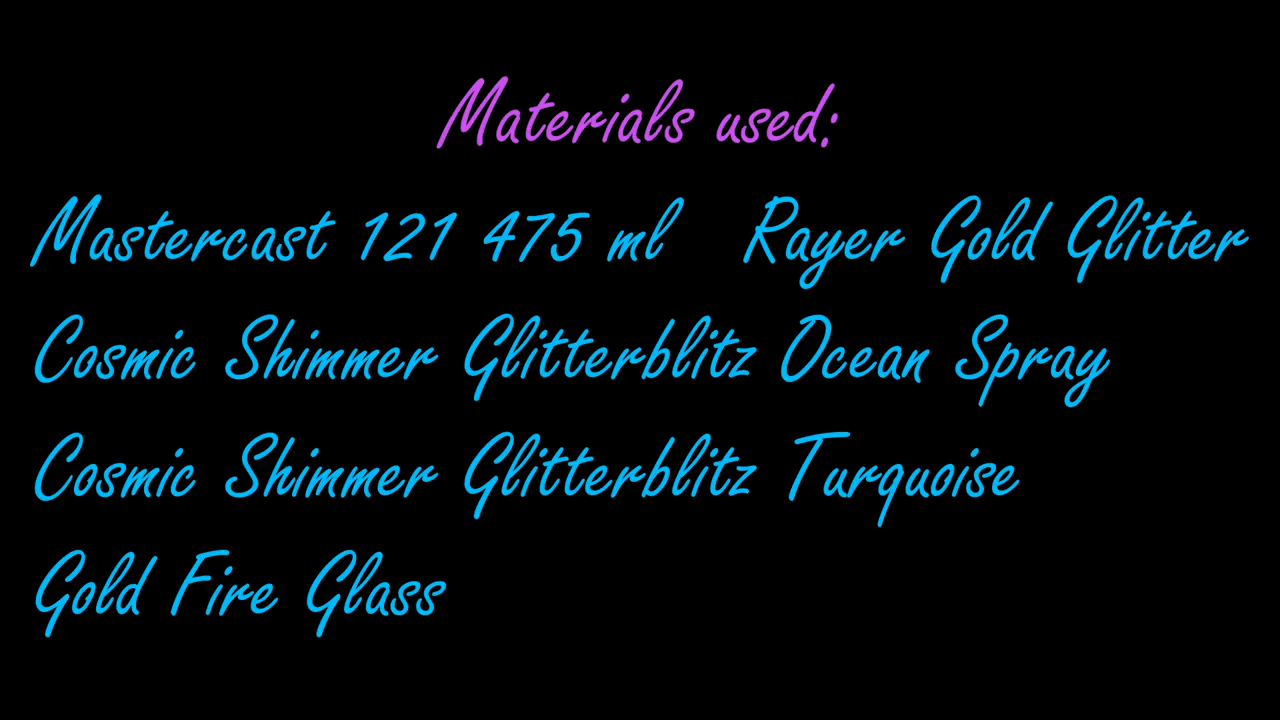 Materials used:
Mastercast 121 475 ml   Rayer Gold Glitter
Cosmic Shimmer Glitterblitz Ocean Spray
Cosmic Shimmer Glitterblitz Turquoise
Gold Fire Glass